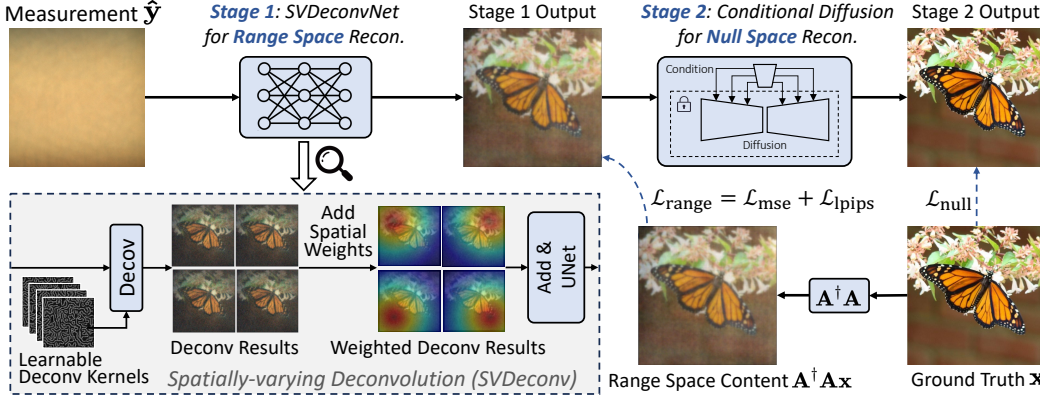 Measurement ŷ
Stage 1: SVDeconvNet
for Range Space Recon.
Stage 1 Output
Stage 2: Conditional Diffusion
for Null Space Recon.
Stage 2 Output
Condition
Diffusion
ℒrange = ℒmse + ℒlpips
ℒnull
Decov
Add
Spatial
Weights
Add &
UNet
A†A
Learnable
Deconv Kernels
Deconv Results
Weighted Deconv Results
Spatially-varying Deconvolution (SVDeconv)
Range Space Content A†Ax
Ground Truth x